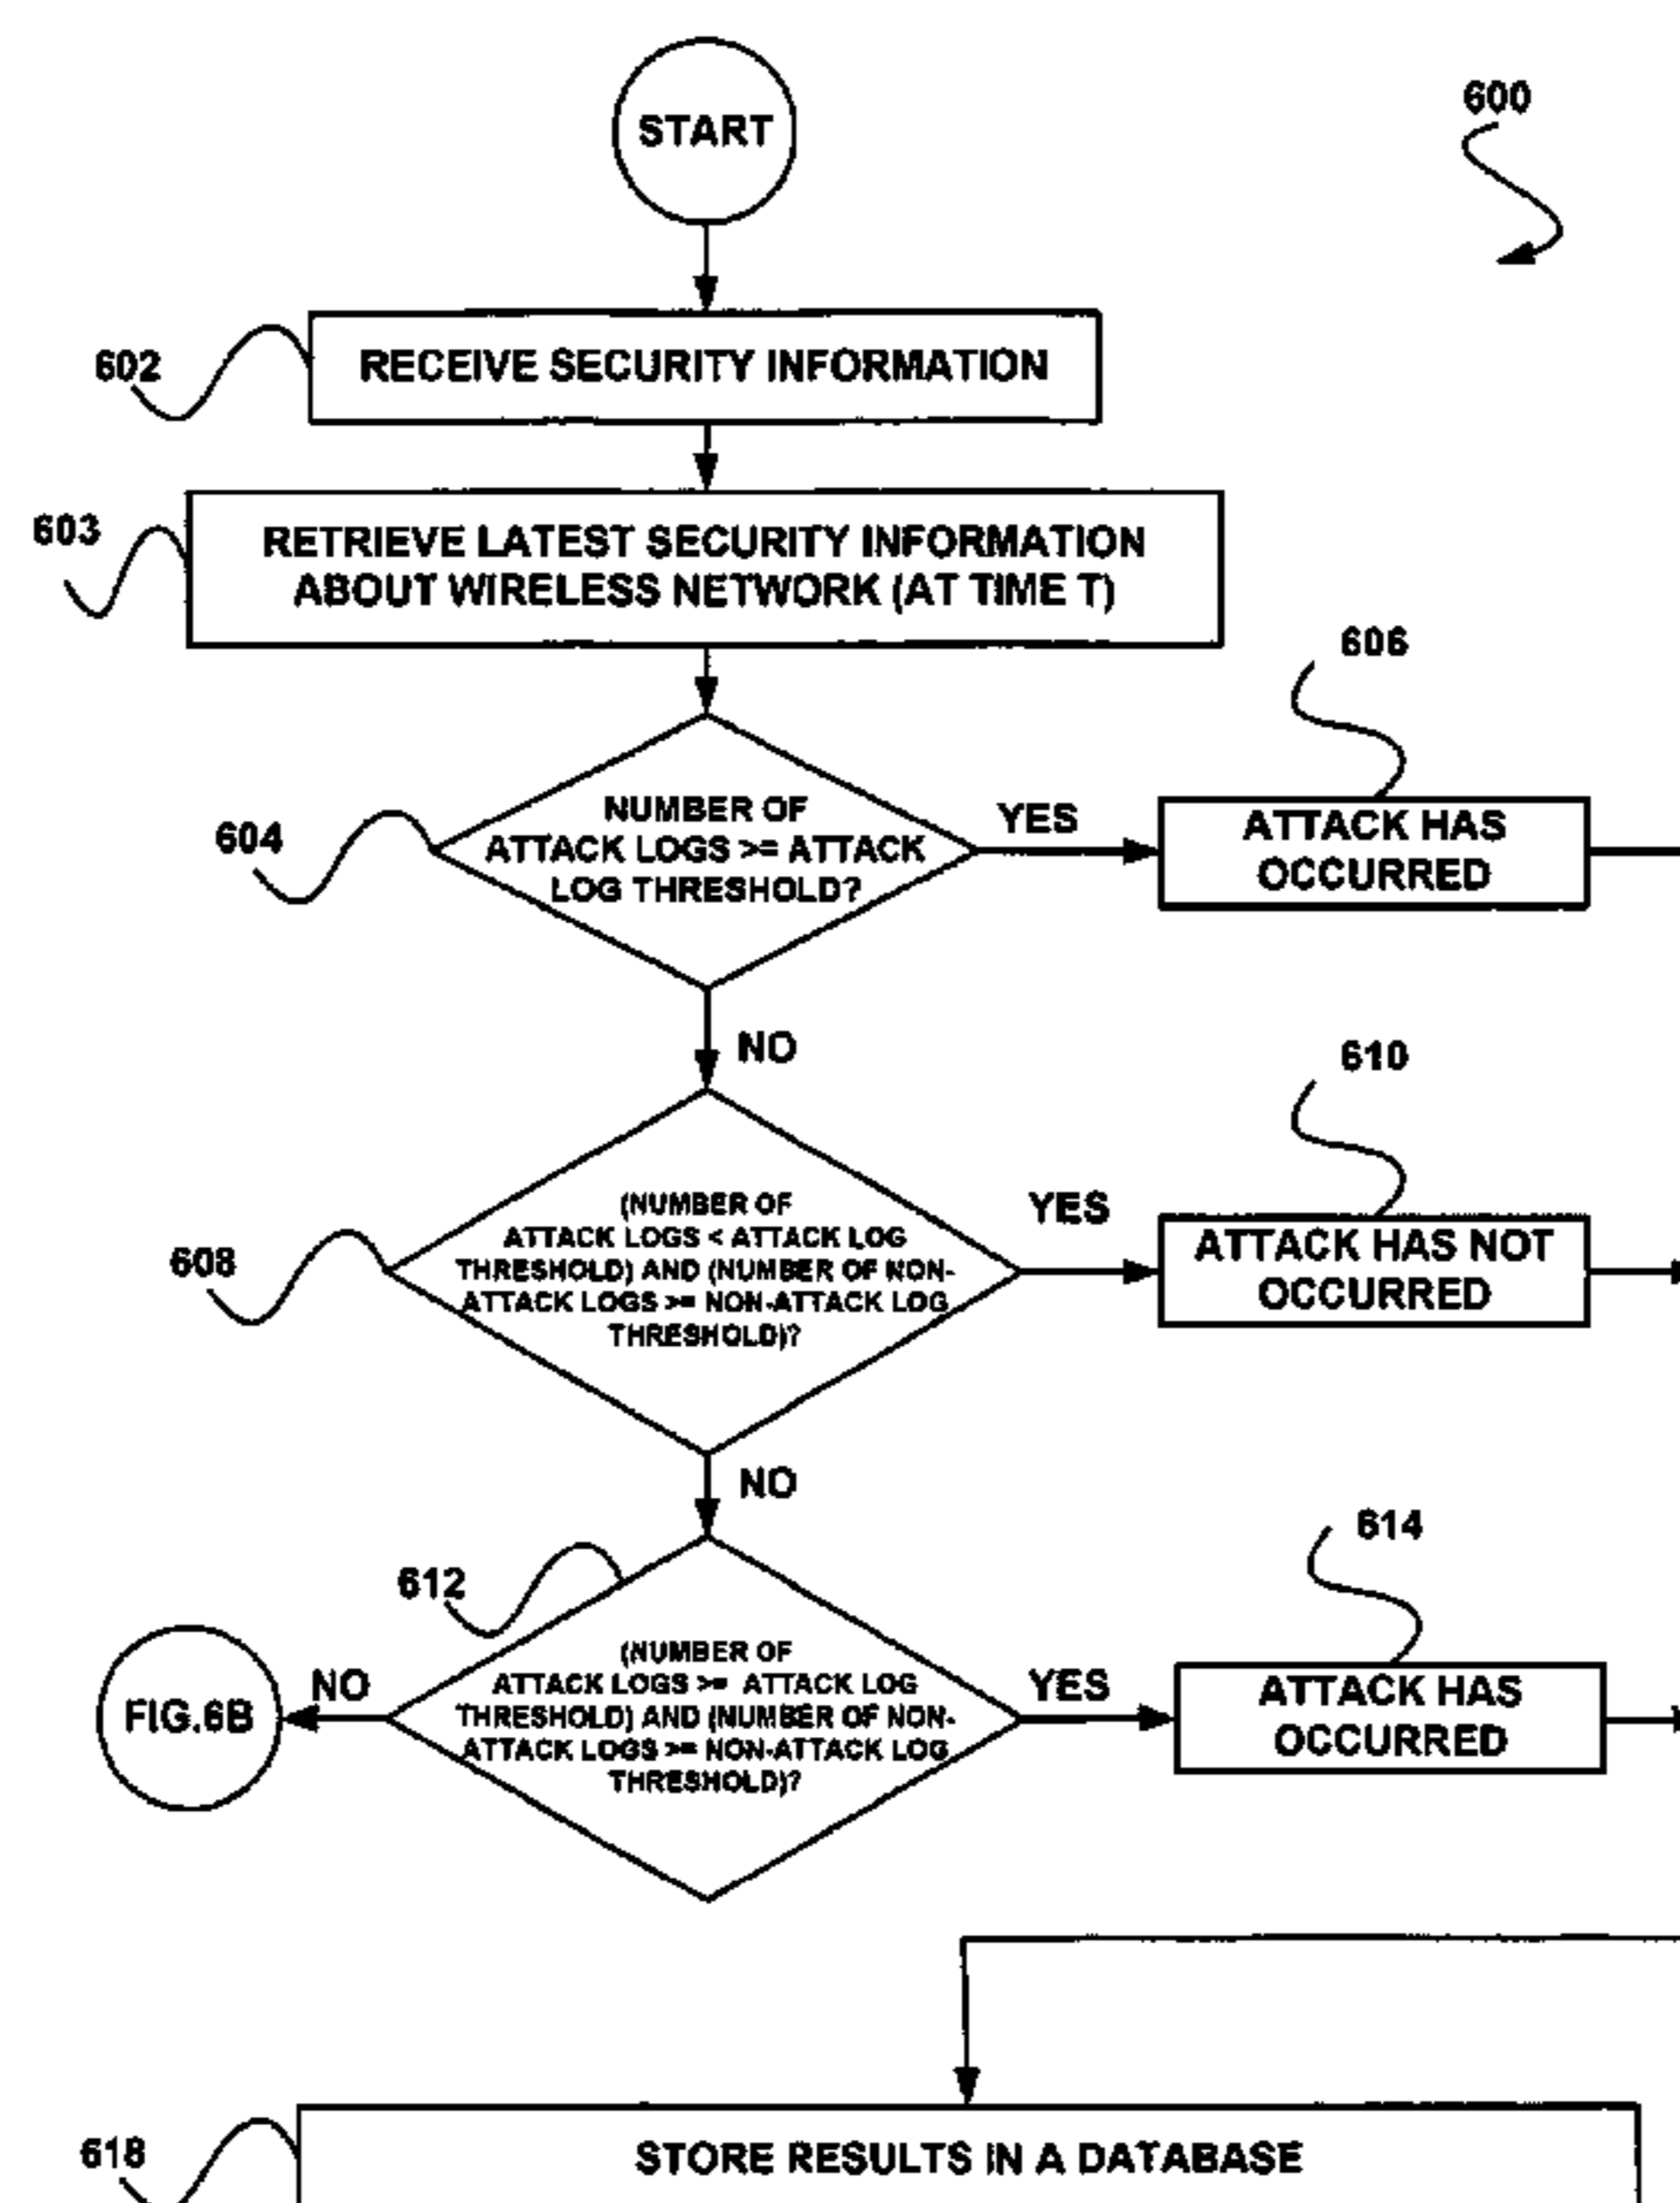 START
600
602
RECEIVE SECURITY INFORMATION
603
RETRIEVE LATEST SECURITY INFORMATION
ABOUT WIRELESS NETWORK (AT TIME T)
606
604
NUMBER OF
ATTACK LOGS >= ATTACK
LOG THRESHOLD?
YES
ATTACK HAS
OCCURRED
NO
610
608
(NUMBER OF
ATTACK LOGS < ATTACK LOG
THRESHOLD) AND (NUMBER OF NON-
ATTACK LOGS >= NON-ATTACK LOG
THRESHOLD)?
YES
ATTACK HAS NOT
OCCURRED
NO
614
612
FIG.6B
NO
(NUMBER OF
ATTACK LOGS >= ATTACK LOG
THRESHOLD) AND (NUMBER OF NON-
ATTACK LOGS >= NON-ATTACK LOG
THRESHOLD)?
YES
ATTACK HAS
OCCURRED
618
STORE RESULTS IN A DATABASE